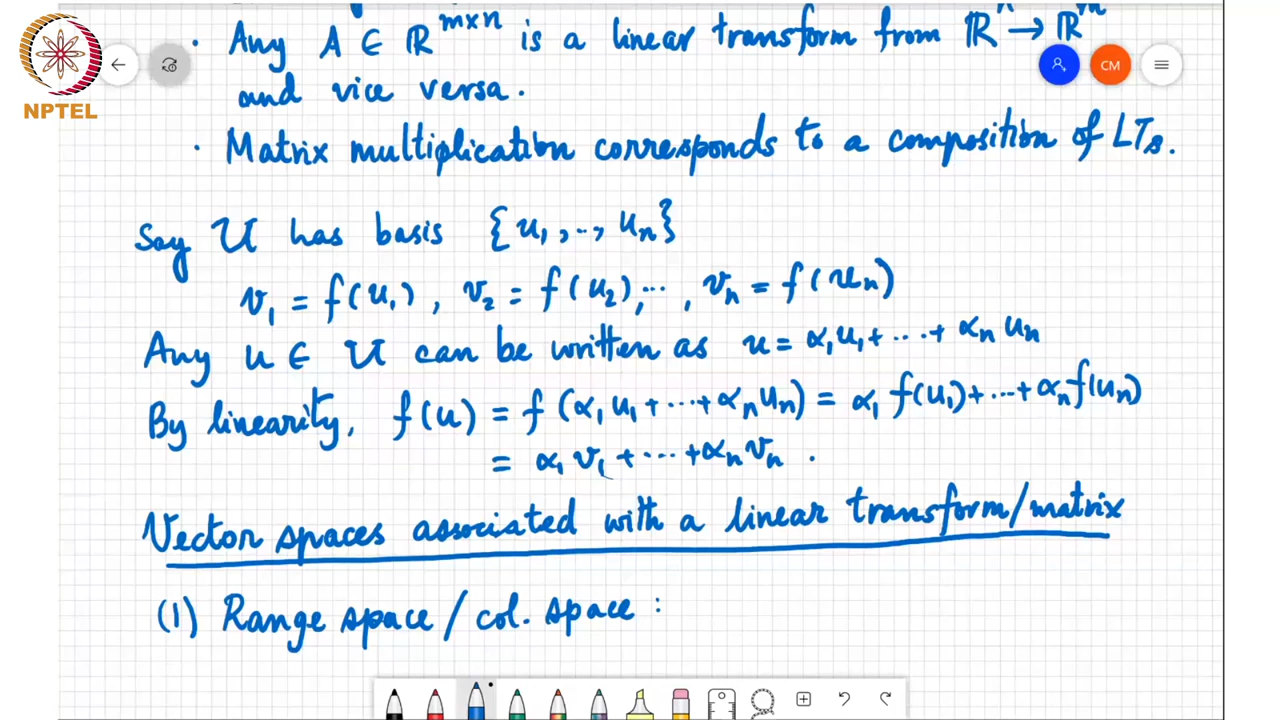 · Any A ∈ ℝ^{m×n} is a linear transform from ℝ^n → ℝ^m
and vice versa.
· Matrix multiplication corresponds to a composition of LTs.
Say U has basis {u₁,..,uₙ}
v₁ = f(u₁), v₂ = f(u₂),..., vₙ = f(uₙ)
Any u ∈ U can be written as u = α₁u₁+...+ αₙuₙ
By linearity, f(u) = f(α₁u₁+...+αₙuₙ) = α₁ f(u₁)+...+αₙf(uₙ)
= α₁v₁+...+αₙvₙ .
Vector spaces associated with a linear transform/matrix
(1) Range space/col. space :
NPTEL
CM